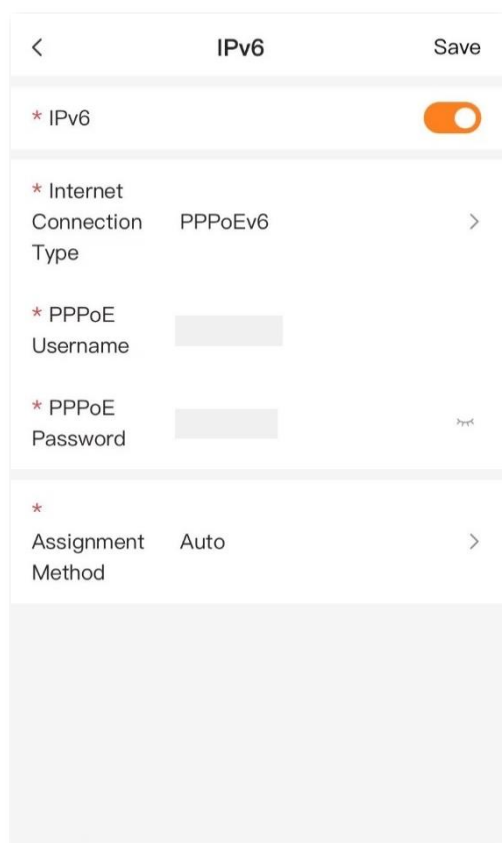 IPv6
Save
* IPv6
* Internet
Connection
Type
PPPoEv6
* PPPoE
Username
* PPPoE
Password
*
Assignment
Method
Auto